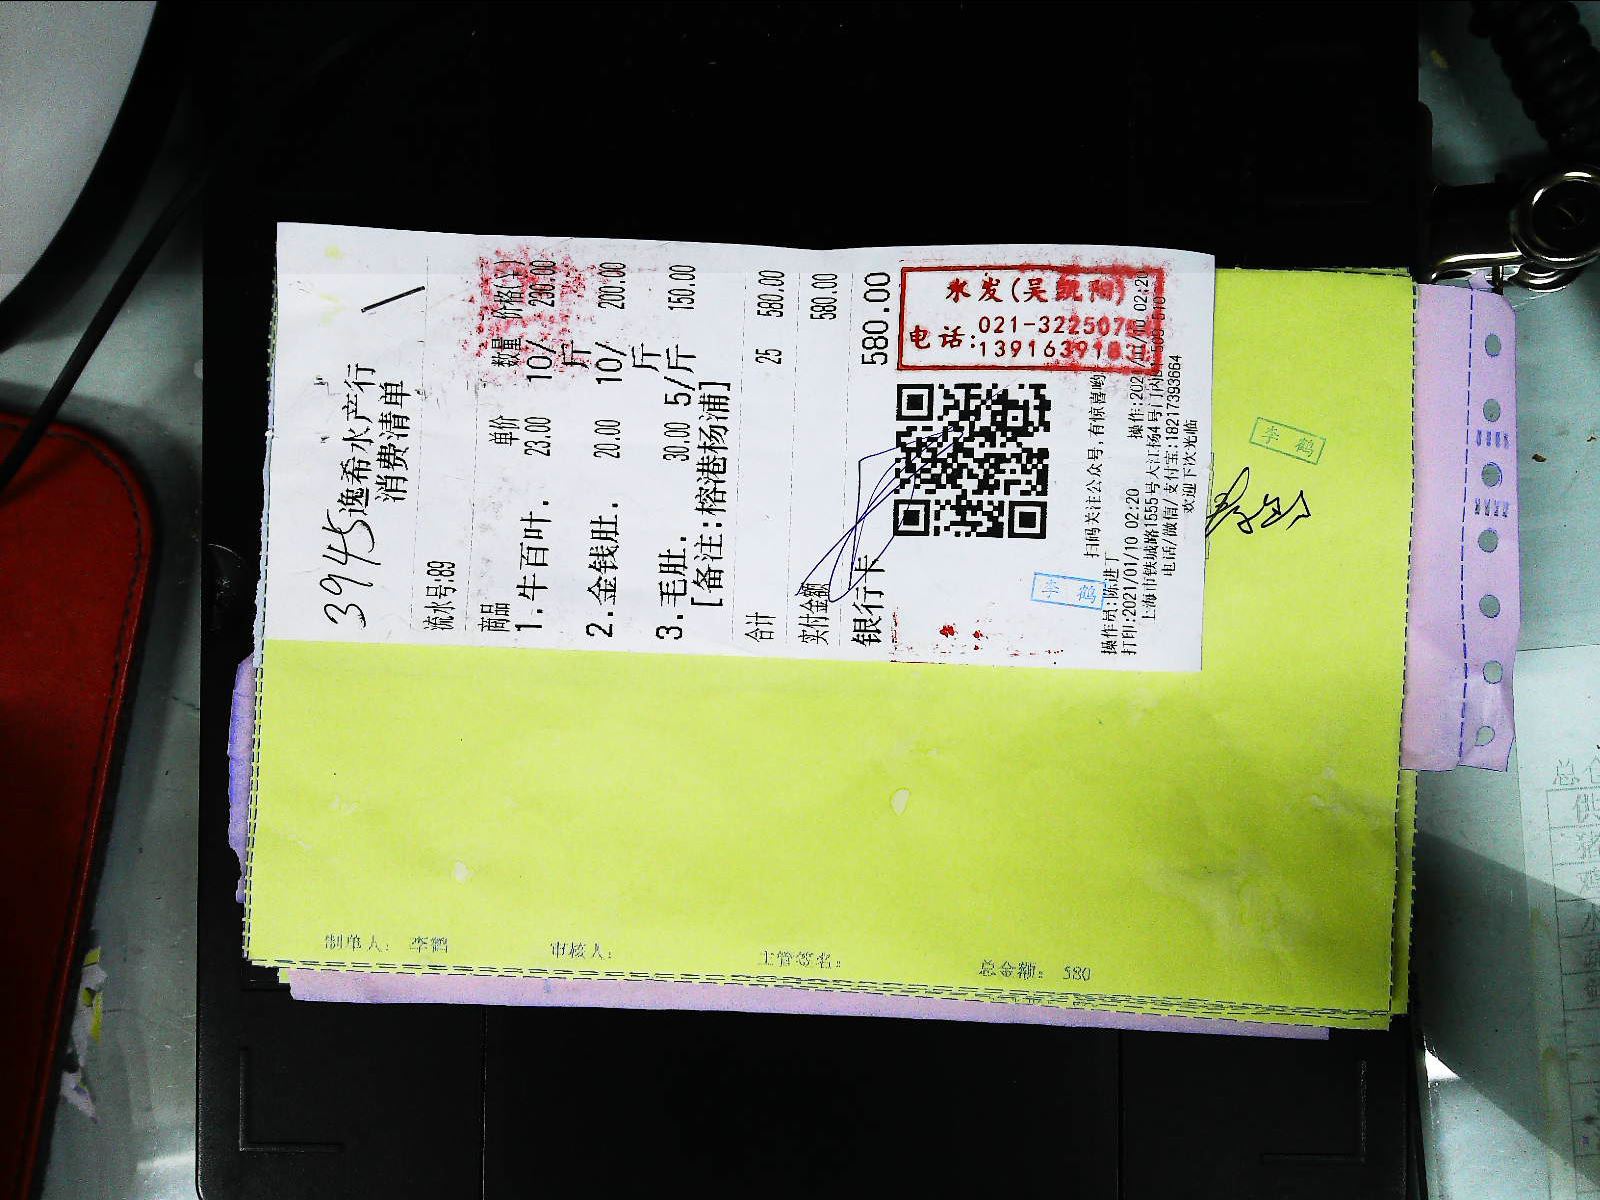 3945
逸希水产行
消费清单
流水号:89
商品 单价 数量 价格(¥)
1.牛百叶. 23.00 10/斤 230.00
2.金钱肚. 20.00 10/斤 200.00
3.毛肚. 30.00 5/斤 150.00
[备注:榕港杨浦]
合计 25 580.00
实付金额 580.00
银行卡 580.00
水发(吴凯阳)
电话:021-322507
139163918
扫码关注公众号,有惊喜哟
操作员:陈进
打印:2021/01/10 02:20 操作:2021/01/10 02:20
上海市铁城路1555号大江杨4号门内
电话/微信/支付宝:18217393664
欢迎下次光临
李鹤
李鹤
制单人: 李鹤 审核人: 主管签名: 总金额: 580